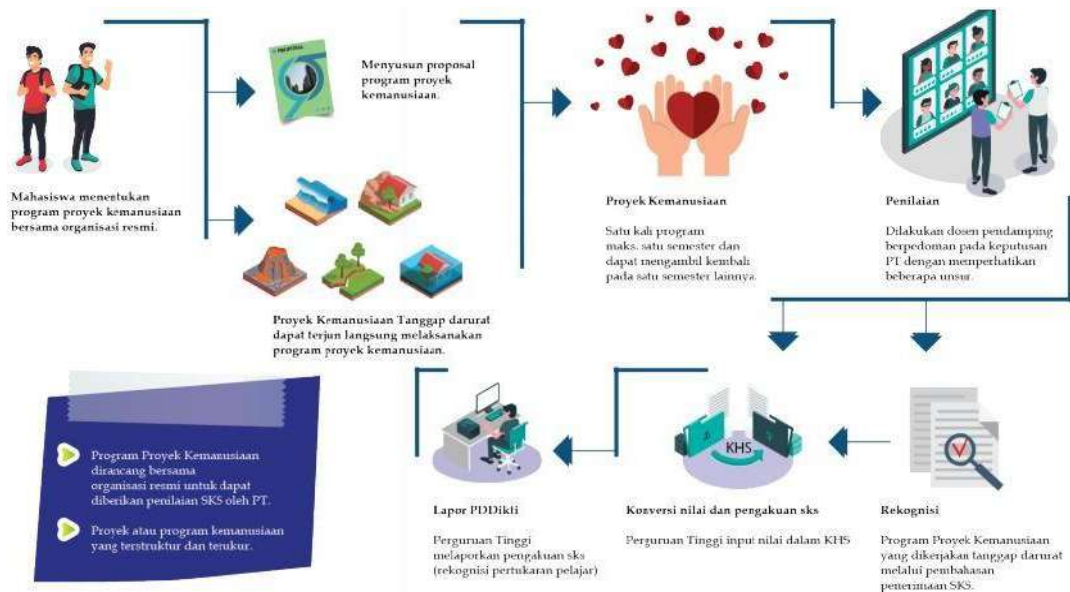 PROPOSAL
Menyusun proposal
program proyek
kemanusiaan.
Mahasiswa menentukan
program proyek kemanusiaan
bersama organisasi resmi.
Proyek Kemanusiaan Tanggap darurat
dapat terjun langsung melaksanakan
program proyek kemanusiaan.
Proyek Kemanusiaan
Satu kali program
maks. satu semester dan
dapat mengambil kembali
pada satu semester lainnya.
Penilaian
Dilakukan dosen pendamping
berpedoman pada keputusan
PT dengan memperhatikan
beberapa unsur.
Program Proyek Kemanusiaan
dirancang bersama
organisasi resmi untuk dapat
diberikan penilaian SKS oleh PT.
Proyek atau program kemanusiaan
yang terstruktur dan terukur.
Lapor PDDikti
Perguruan Tinggi
melaporkan pengakuan sks
(rekognisi pertukaran pelajar)
KHS
Konversi nilai dan pengakuan sks
Perguruan Tinggi input nilai dalam KHS
Rekognisi
Program Proyek Kemanusiaan
yang dikerjakan tanggap darurat
melalui pembahasan
penerimaan SKS.